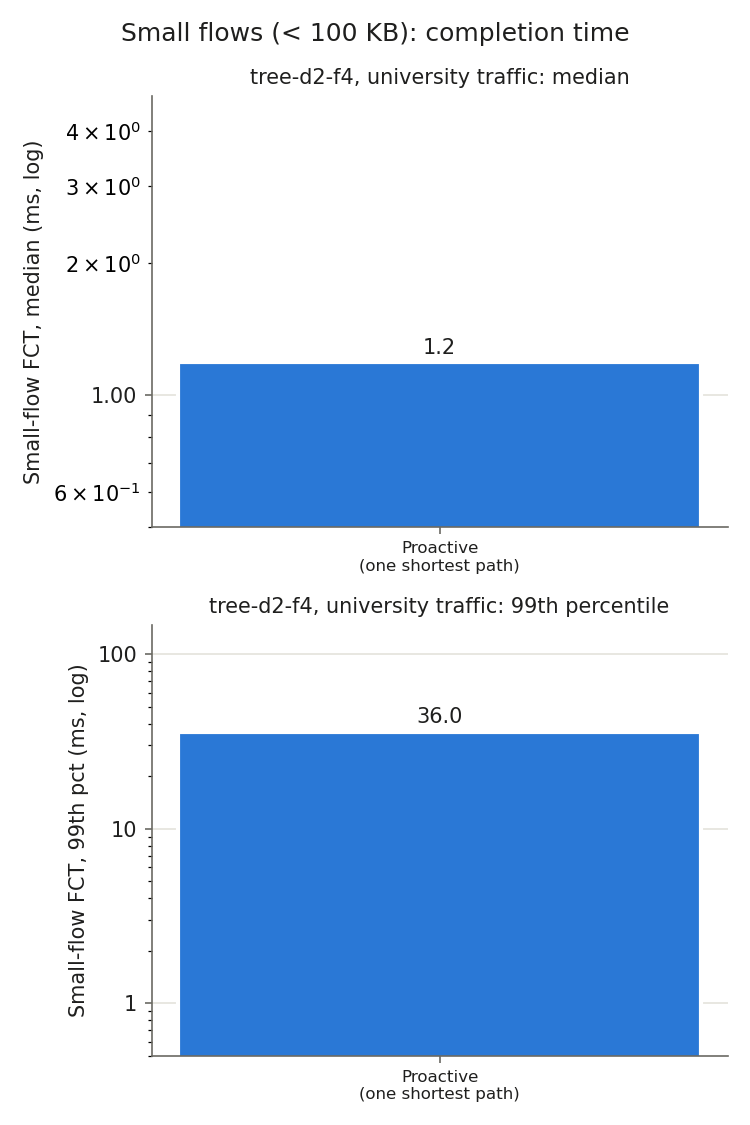 Small flows (< 100 KB): completion time
tree-d2-f4, university traffic: median
Small-flow FCT, median (ms, log)
4 × 10⁰
3 × 10⁰
2 × 10⁰
1.00
6 × 10⁻¹
1.2
Proactive
(one shortest path)
tree-d2-f4, university traffic: 99th percentile
Small-flow FCT, 99th pct (ms, log)
100
10
1
36.0
Proactive
(one shortest path)